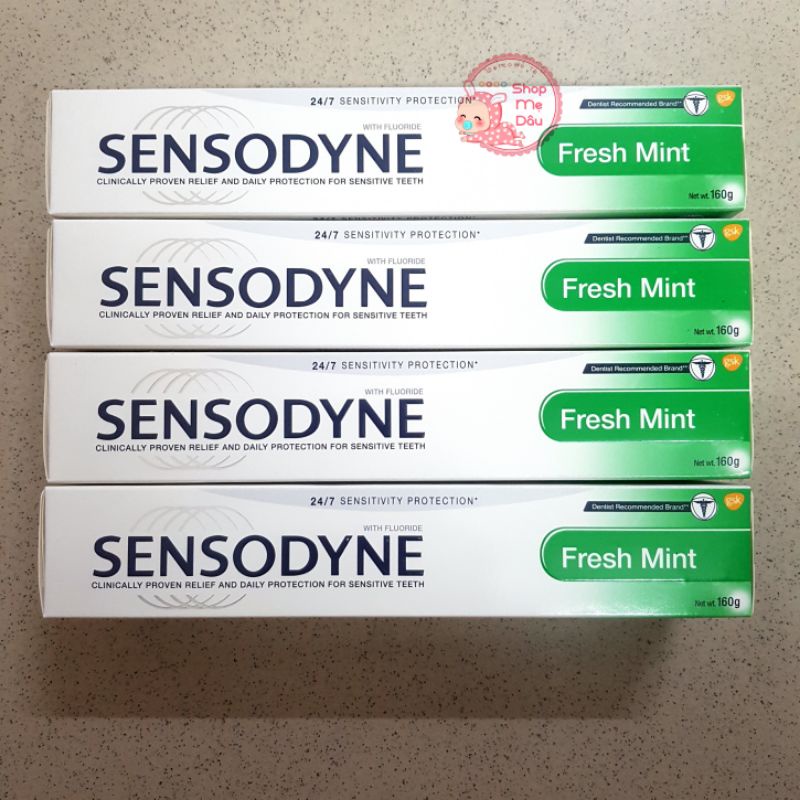 24/7 SENSITIVITY PROTECTION*
WITH FLUORIDE
SENSODYNE
CLINICALLY PROVEN RELIEF AND DAILY PROTECTION FOR SENSITIVE TEETH
Shop
Mẹ
Dâu
Dentist Recommended Brand**
gsk
Fresh Mint
Net wt. 160g
24/7 SENSITIVITY PROTECTION*
WITH FLUORIDE
SENSODYNE
CLINICALLY PROVEN RELIEF AND DAILY PROTECTION FOR SENSITIVE TEETH
Dentist Recommended Brand**
gsk
Fresh Mint
Net wt. 160g
24/7 SENSITIVITY PROTECTION*
WITH FLUORIDE
SENSODYNE
CLINICALLY PROVEN RELIEF AND DAILY PROTECTION FOR SENSITIVE TEETH
Dentist Recommended Brand**
gsk
Fresh Mint
Net wt. 160g
24/7 SENSITIVITY PROTECTION*
WITH FLUORIDE
SENSODYNE
CLINICALLY PROVEN RELIEF AND DAILY PROTECTION FOR SENSITIVE TEETH
Dentist Recommended Brand**
gsk
Fresh Mint
Net wt. 160g